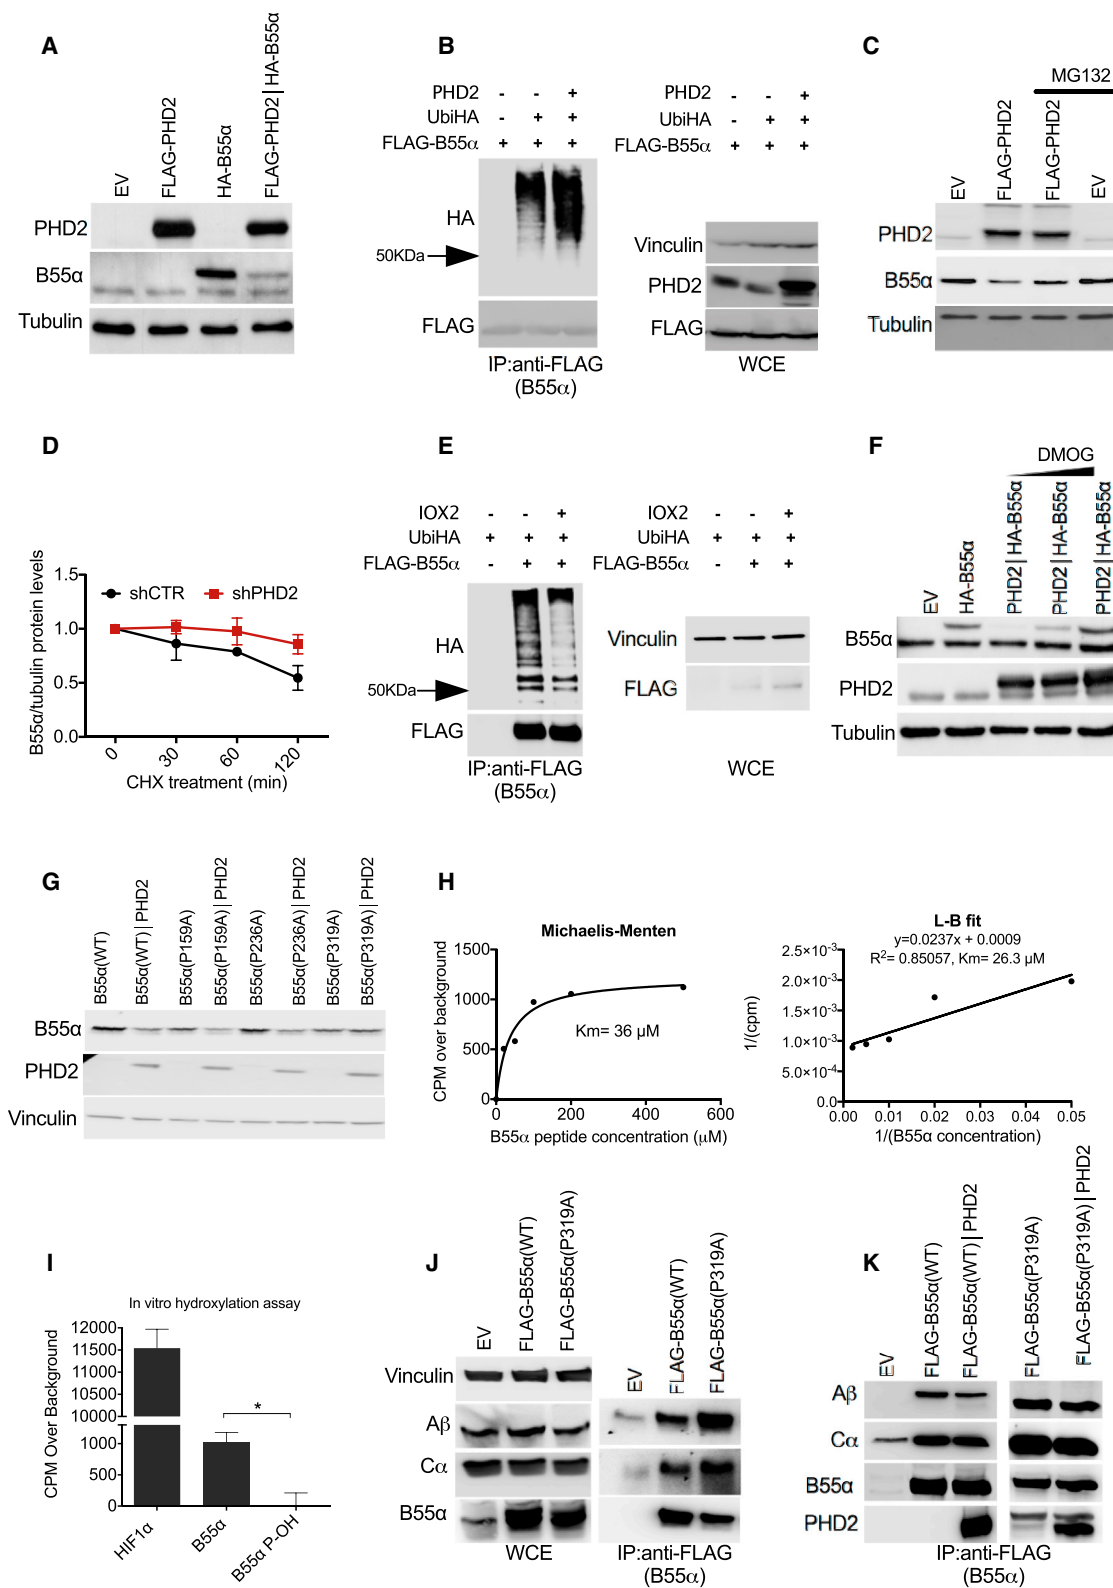 A
EV
FLAG-PHD2
HA-B55α
FLAG-PHD2|HA-B55α
PHD2
B55α
Tubulin
B
PHD2 - - +
UbiHA - + +
FLAG-B55α + + +
HA
50KDa
FLAG
IP:anti-FLAG
(B55α)
PHD2 - - +
UbiHA - + +
FLAG-B55α + + +
Vinculin
PHD2
FLAG
WCE
C
MG132
EV
FLAG-PHD2
FLAG-PHD2
EV
PHD2
B55α
Tubulin
D
B55α/tubulin protein levels
1.5
1.0
0.5
0.0
shCTR
shPHD2
0 30 60 120
CHX treatment (min)
E
IOX2 - - +
UbiHA + + +
FLAG-B55α - + +
HA
50KDa
FLAG
IP:anti-FLAG
(B55α)
IOX2 - - +
UbiHA + + +
FLAG-B55α - + +
Vinculin
FLAG
WCE
F
DMOG
EV
HA-B55α
PHD2|HA-B55α
PHD2|HA-B55α
PHD2|HA-B55α
B55α
PHD2
Tubulin
G
B55α(WT)
B55α(WT)|PHD2
B55α(P159A)
B55α(P159A)|PHD2
B55α(P236A)
B55α(P236A)|PHD2
B55α(P319A)
B55α(P319A)|PHD2
B55α
PHD2
Vinculin
H
Michaelis-Menten
CPM over background
1500
1000
500
0
Km= 36 µM
0 200 400 600
B55α peptide concentration (µM)
L-B fit
y=0.0237x + 0.0009
R²= 0.85057, Km= 26.3 µM
1/(cpm)
2.5×10⁻³
2.0×10⁻³
1.5×10⁻³
1.0×10⁻³
5.0×10⁻⁴
0.0
0.00 0.01 0.02 0.03 0.04 0.05
1/(B55α concentration)
I
In vitro hydroxylation assay
CPM Over Background
12000
11500
11000
10500
10000
1000
500
0
*
HIF1α
B55α
B55α P-OH
J
EV
FLAG-B55α(WT)
FLAG-B55α(P319A)
Vinculin
Aβ
Cα
B55α
WCE
EV
FLAG-B55α(WT)
FLAG-B55α(P319A)
IP:anti-FLAG
(B55α)
K
EV
FLAG-B55α(WT)
FLAG-B55α(WT)|PHD2
FLAG-B55α(P319A)
FLAG-B55α(P319A)|PHD2
Aβ
Cα
B55α
PHD2
IP:anti-FLAG
(B55α)